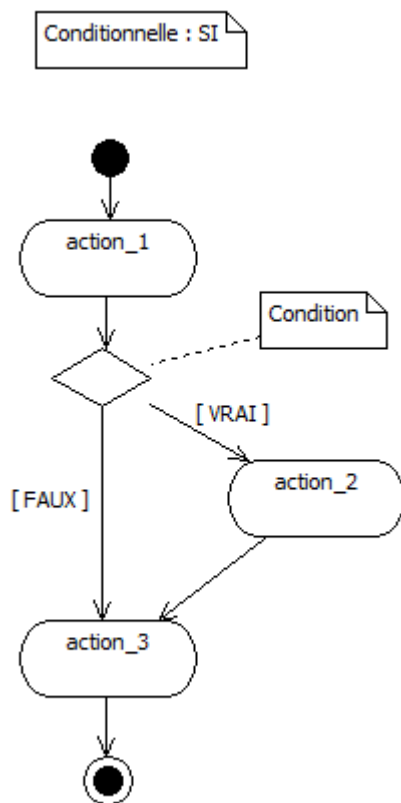 Conditionnelle : SI
action_1
Condition
[ VRAI ]
action_2
[ FAUX ]
action_3